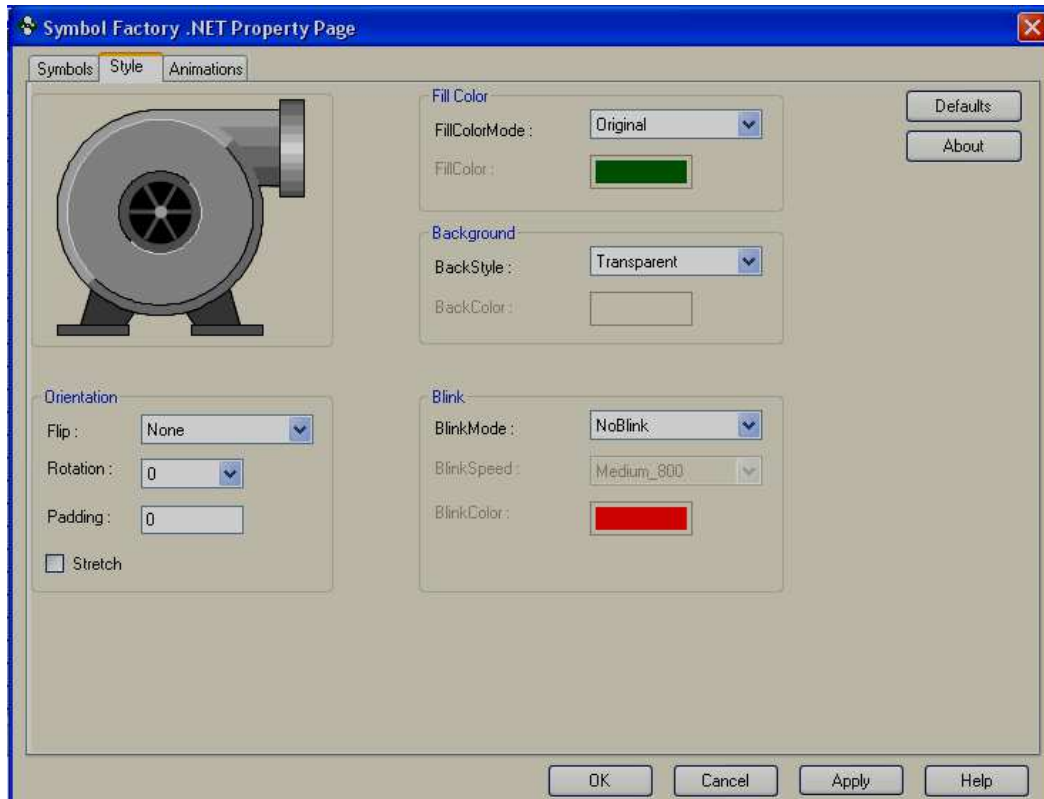 Symbol Factory .NET Property Page
Symbols Style Animations
Fill Color
FillColorMode : Original
FillColor :
Defaults
About
Background
BackStyle : Transparent
BackColor :
Orientation
Flip : None
Rotation : 0
Padding : 0
Stretch
Blink
BlinkMode : NoBlink
BlinkSpeed : Medium_800
BlinkColor :
OK Cancel Apply Help